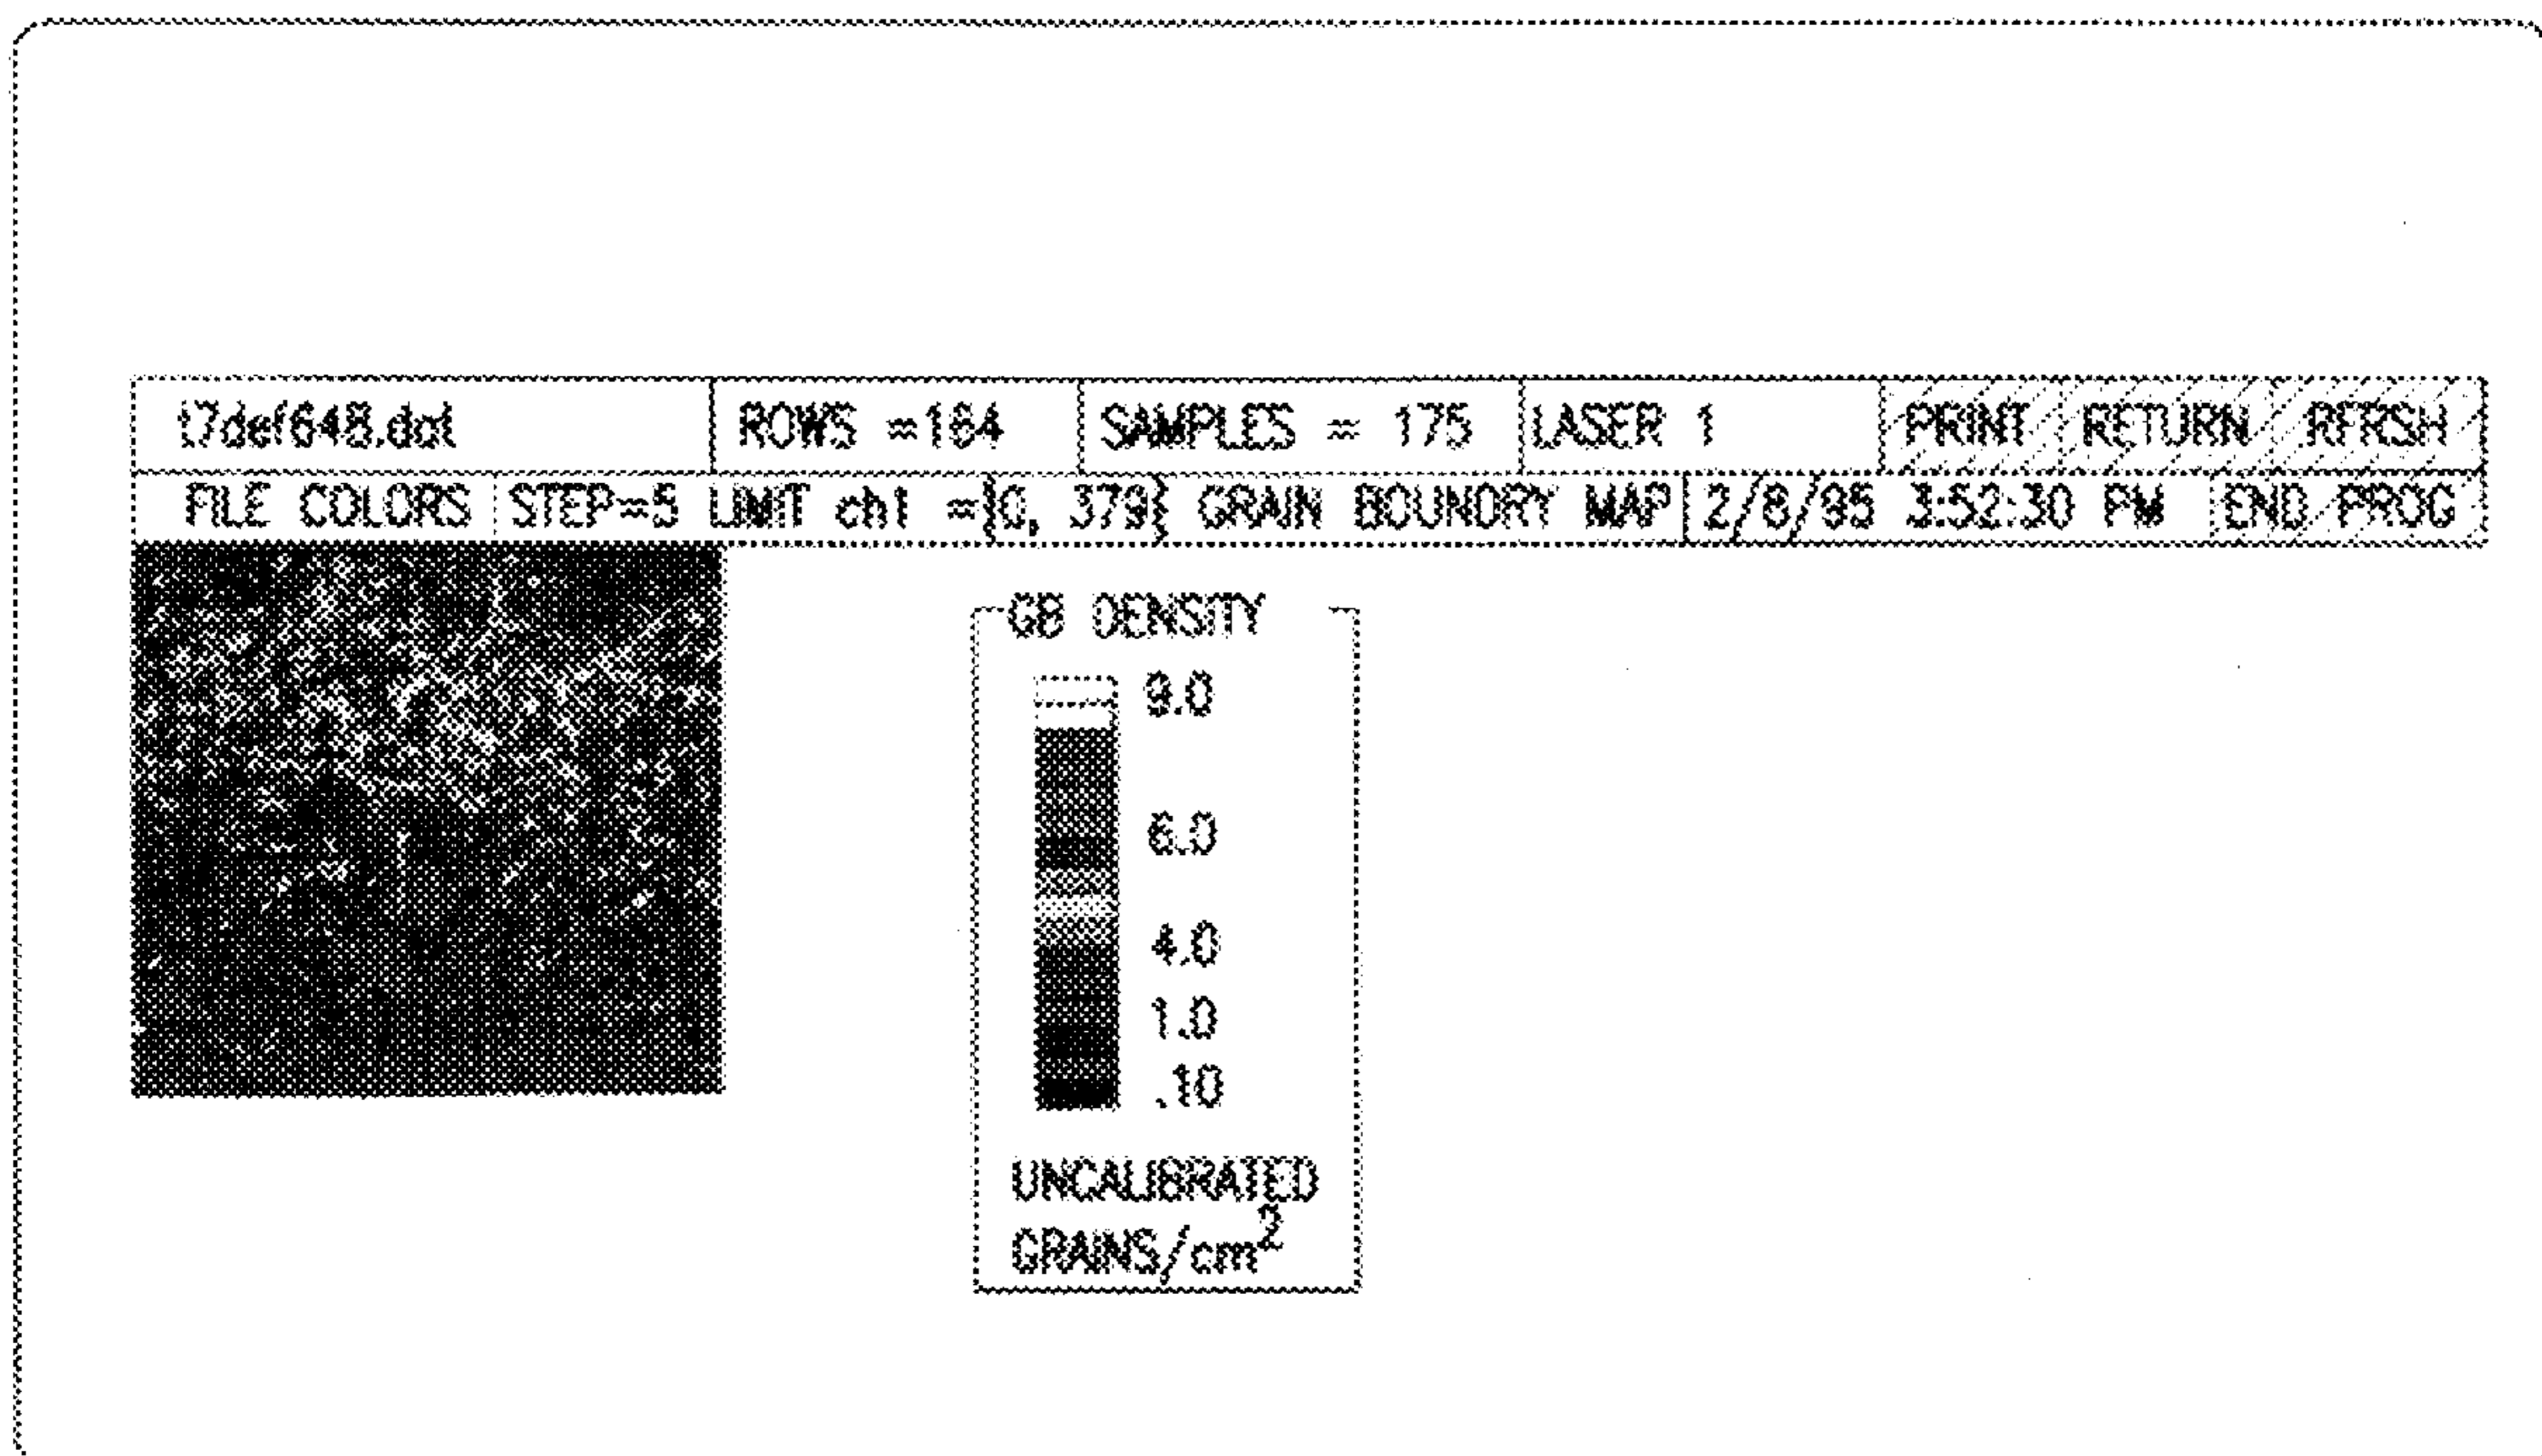 t7def64B.dat ROWS =164 SAMPLES = 175 LASER 1 PRINT RETURN RFRSH
FILE COLORS STEP=5 LIMIT ch1 ={0, 379} GRAIN BOUNDRY MAP 2/8/95 3:52:30 PM END PROG
GB DENSITY
9.0
6.0
4.0
1.0
.10
UNCALIBRATED
GRAINS/cm²